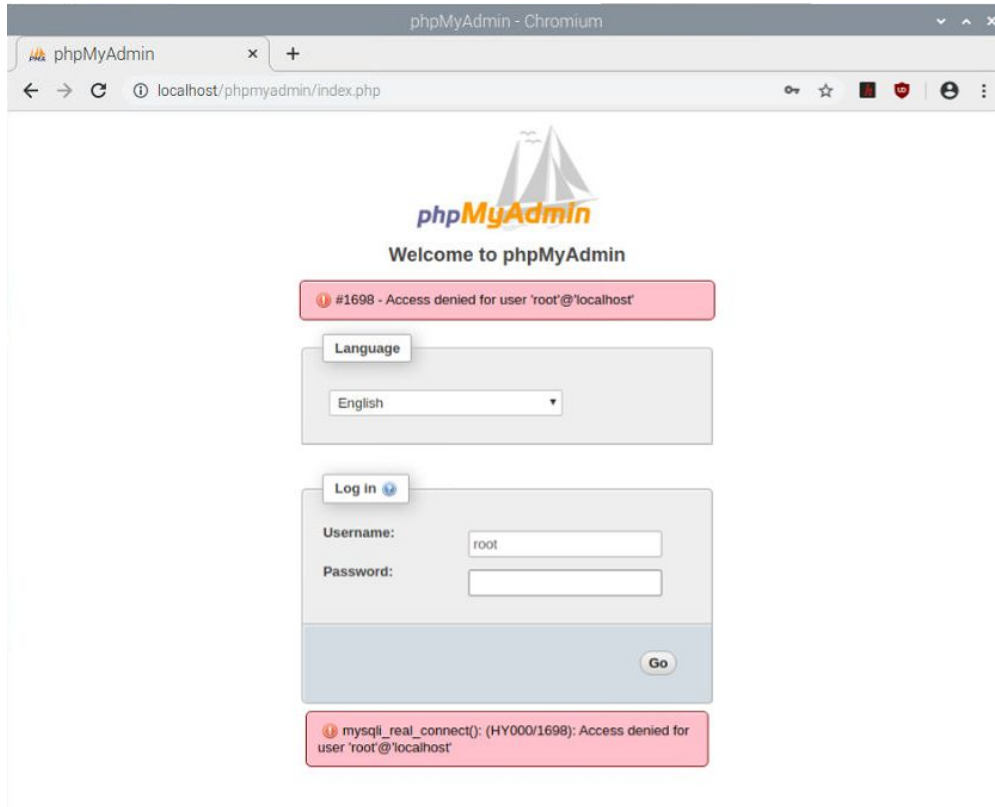 phpMyAdmin - Chromium
phpMyAdmin
localhost/phpmyadmin/index.php
phpMyAdmin
Welcome to phpMyAdmin
#1698 - Access denied for user 'root'@'localhost'
Language
English
Log in
Username:
root
Password:
Go
mysqli_real_connect(): (HY000/1698): Access denied for
user 'root'@'localhost'